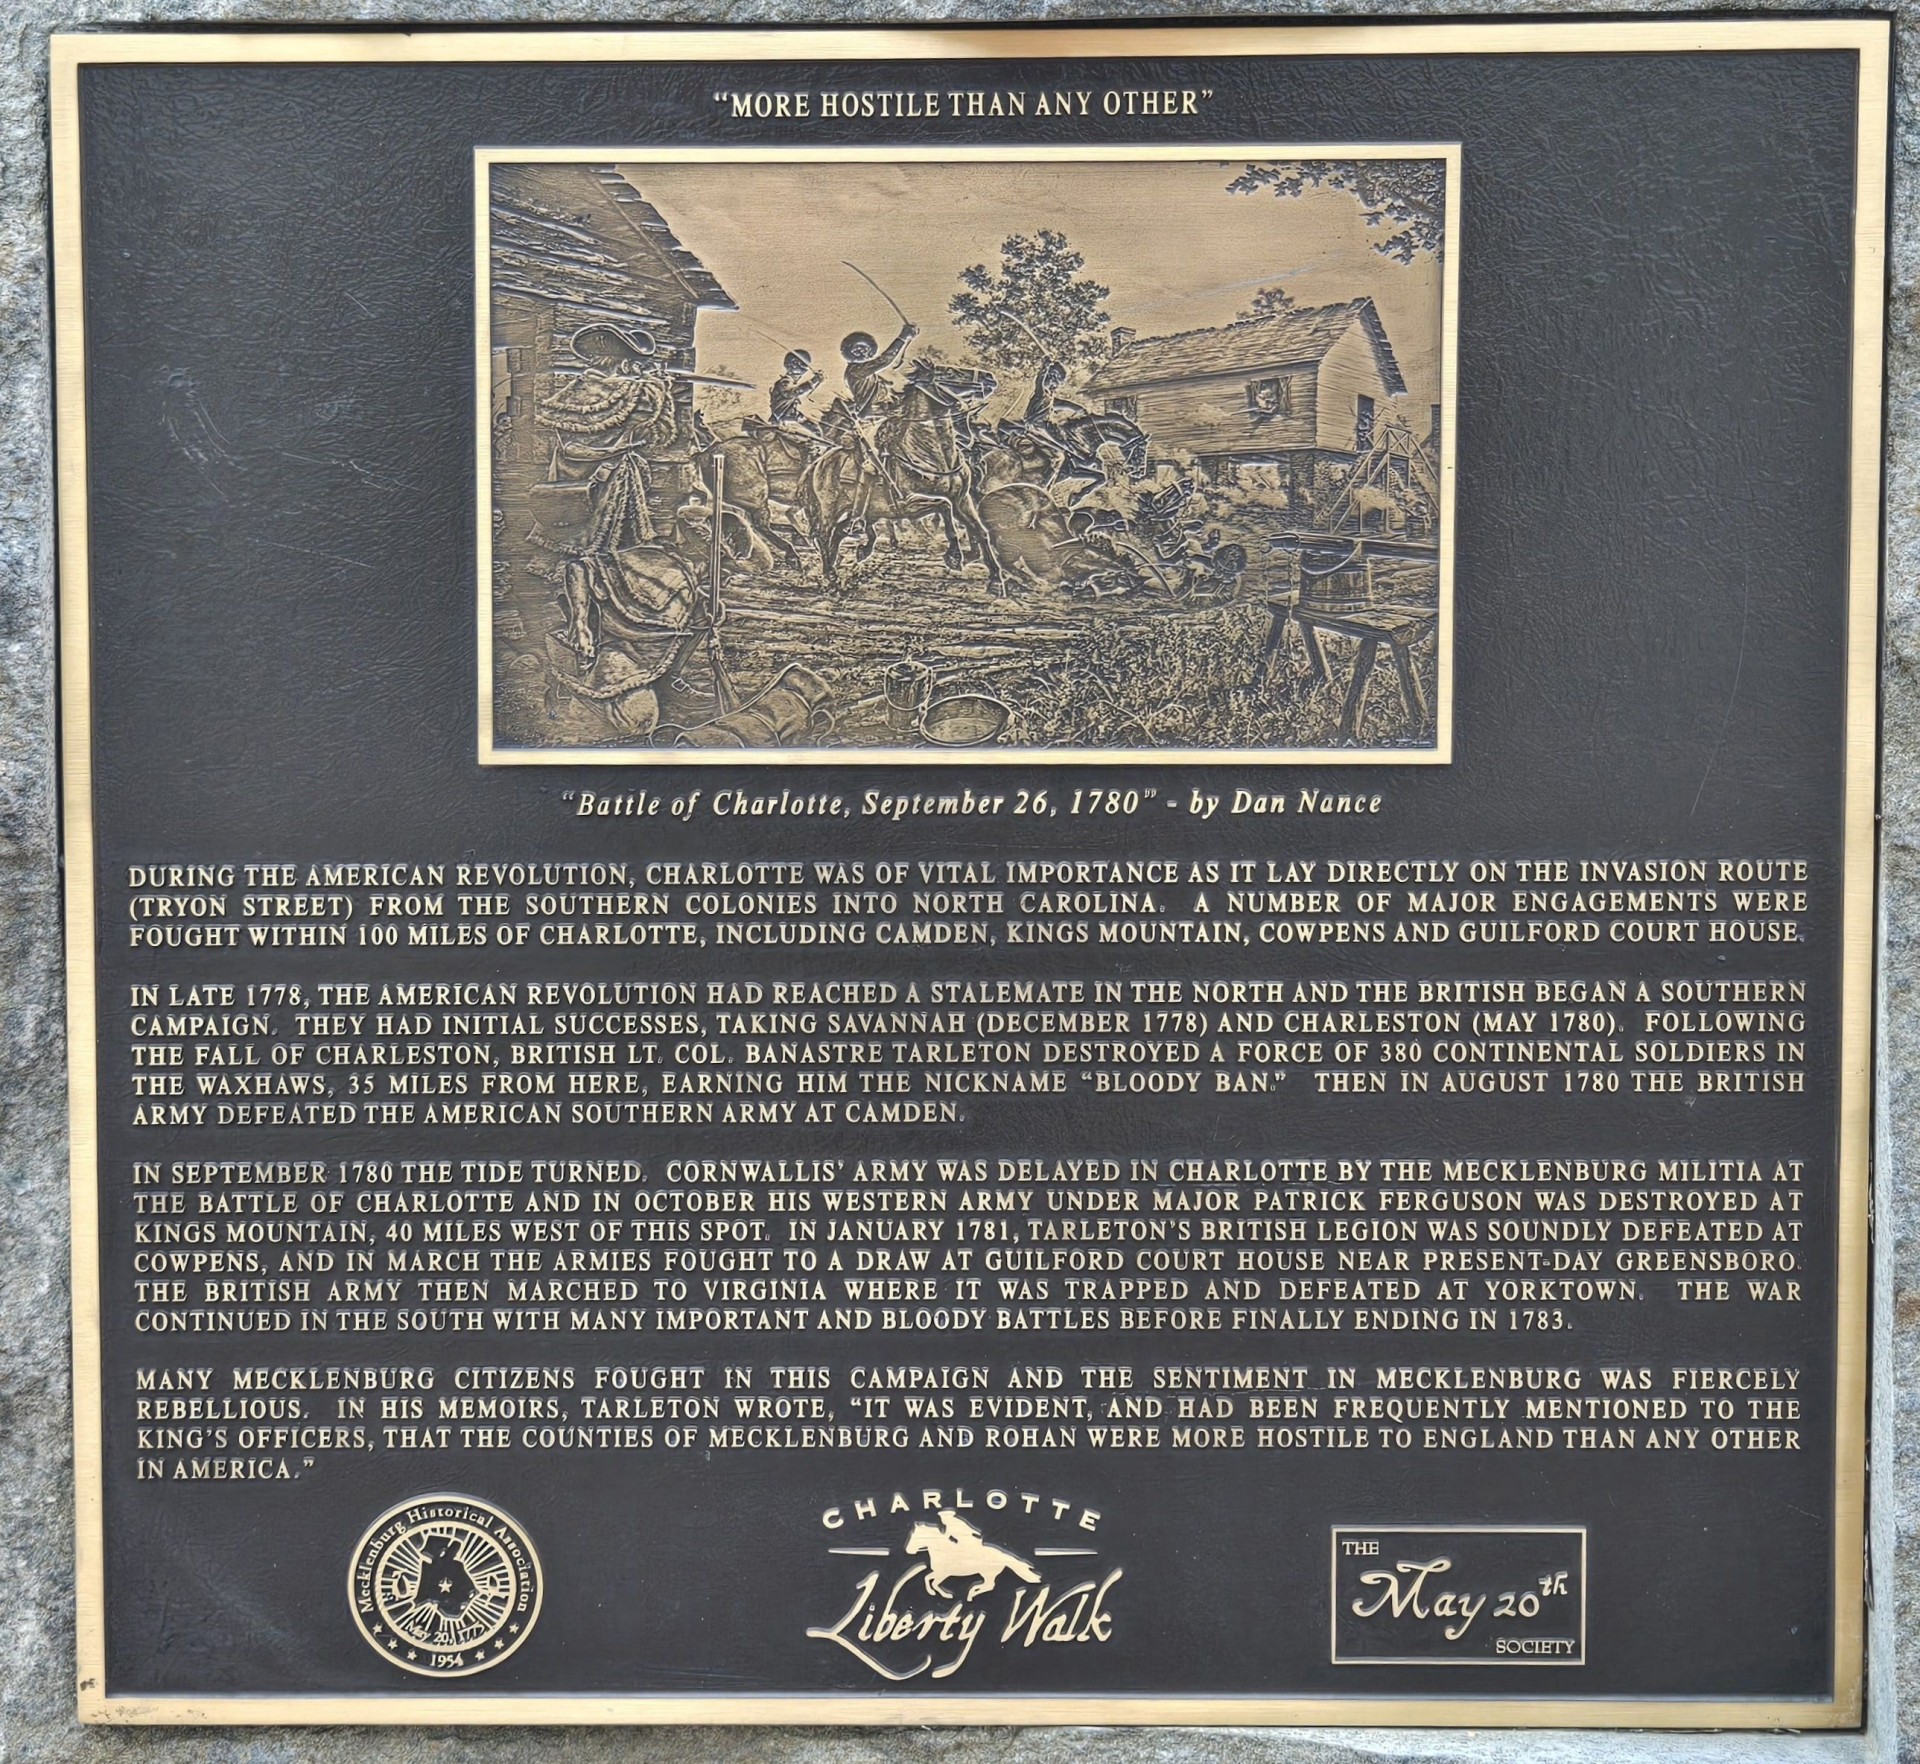 "MORE HOSTILE THAN ANY OTHER"
"Battle of Charlotte, September 26, 1780" - by Dan Nance
DURING THE AMERICAN REVOLUTION, CHARLOTTE WAS OF VITAL IMPORTANCE AS IT LAY DIRECTLY ON THE INVASION ROUTE
(TRYON STREET) FROM THE SOUTHERN COLONIES INTO NORTH CAROLINA. A NUMBER OF MAJOR ENGAGEMENTS WERE
FOUGHT WITHIN 100 MILES OF CHARLOTTE, INCLUDING CAMDEN, KINGS MOUNTAIN, COWPENS AND GUILFORD COURT HOUSE.
IN LATE 1778, THE AMERICAN REVOLUTION HAD REACHED A STALEMATE IN THE NORTH AND THE BRITISH BEGAN A SOUTHERN
CAMPAIGN. THEY HAD INITIAL SUCCESSES, TAKING SAVANNAH (DECEMBER 1778) AND CHARLESTON (MAY 1780). FOLLOWING
THE FALL OF CHARLESTON, BRITISH LT. COL. BANASTRE TARLETON DESTROYED A FORCE OF 380 CONTINENTAL SOLDIERS IN
THE WAXHAWS, 35 MILES FROM HERE, EARNING HIM THE NICKNAME "BLOODY BAN." THEN IN AUGUST 1780 THE BRITISH
ARMY DEFEATED THE AMERICAN SOUTHERN ARMY AT CAMDEN.
IN SEPTEMBER 1780 THE TIDE TURNED. CORNWALLIS' ARMY WAS DELAYED IN CHARLOTTE BY THE MECKLENBURG MILITIA AT
THE BATTLE OF CHARLOTTE AND IN OCTOBER HIS WESTERN ARMY UNDER MAJOR PATRICK FERGUSON WAS DESTROYED AT
KINGS MOUNTAIN, 40 MILES WEST OF THIS SPOT. IN JANUARY 1781, TARLETON'S BRITISH LEGION WAS SOUNDLY DEFEATED AT
COWPENS, AND IN MARCH THE ARMIES FOUGHT TO A DRAW AT GUILFORD COURT HOUSE NEAR PRESENT-DAY GREENSBORO.
THE BRITISH ARMY THEN MARCHED TO VIRGINIA WHERE IT WAS TRAPPED AND DEFEATED AT YORKTOWN. THE WAR
CONTINUED IN THE SOUTH WITH MANY IMPORTANT AND BLOODY BATTLES BEFORE FINALLY ENDING IN 1783.
MANY MECKLENBURG CITIZENS FOUGHT IN THIS CAMPAIGN AND THE SENTIMENT IN MECKLENBURG WAS FIERCELY
REBELLIOUS. IN HIS MEMOIRS, TARLETON WROTE, "IT WAS EVIDENT, AND HAD BEEN FREQUENTLY MENTIONED TO THE
KING'S OFFICERS, THAT THE COUNTIES OF MECKLENBURG AND ROHAN WERE MORE HOSTILE TO ENGLAND THAN ANY OTHER
IN AMERICA."
Mecklenburg Historical Association
May 20, 1775
1954
CHARLOTTE
Liberty Walk
THE
May 20th
SOCIETY